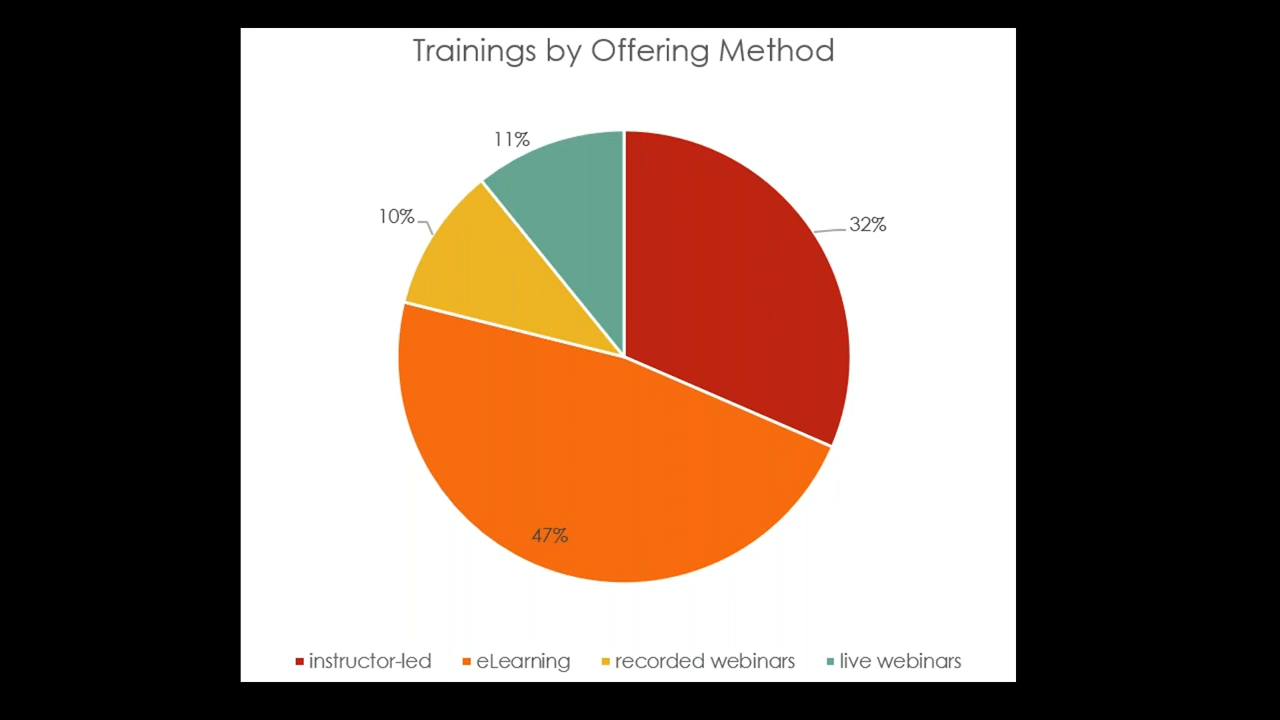 Trainings by Offering Method
11%
10%
32%
47%
instructor-led eLearning recorded webinars live webinars